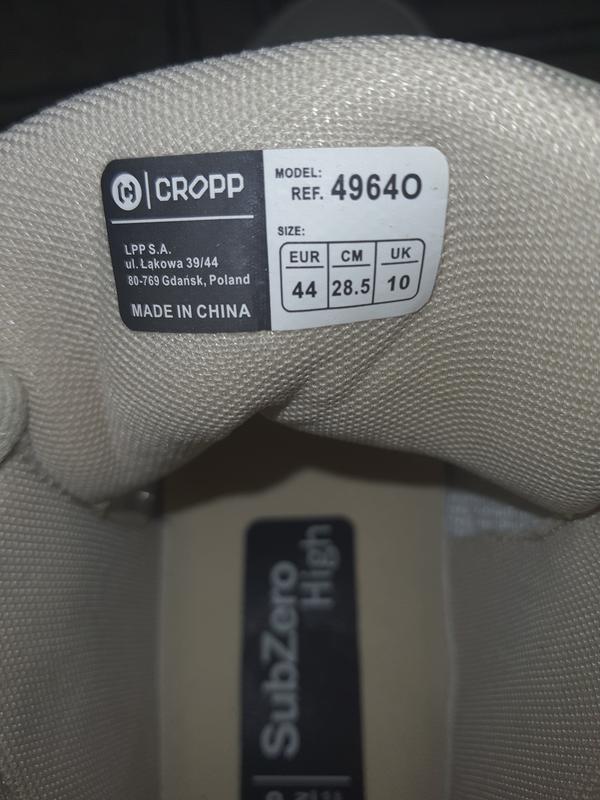 CROPP
LPP S.A.
ul. Łąkowa 39/44
80-769 Gdańsk, Poland
MADE IN CHINA
MODEL:
REF. 4964O
SIZE:
EUR CM UK
44 28.5 10
SubZero
High